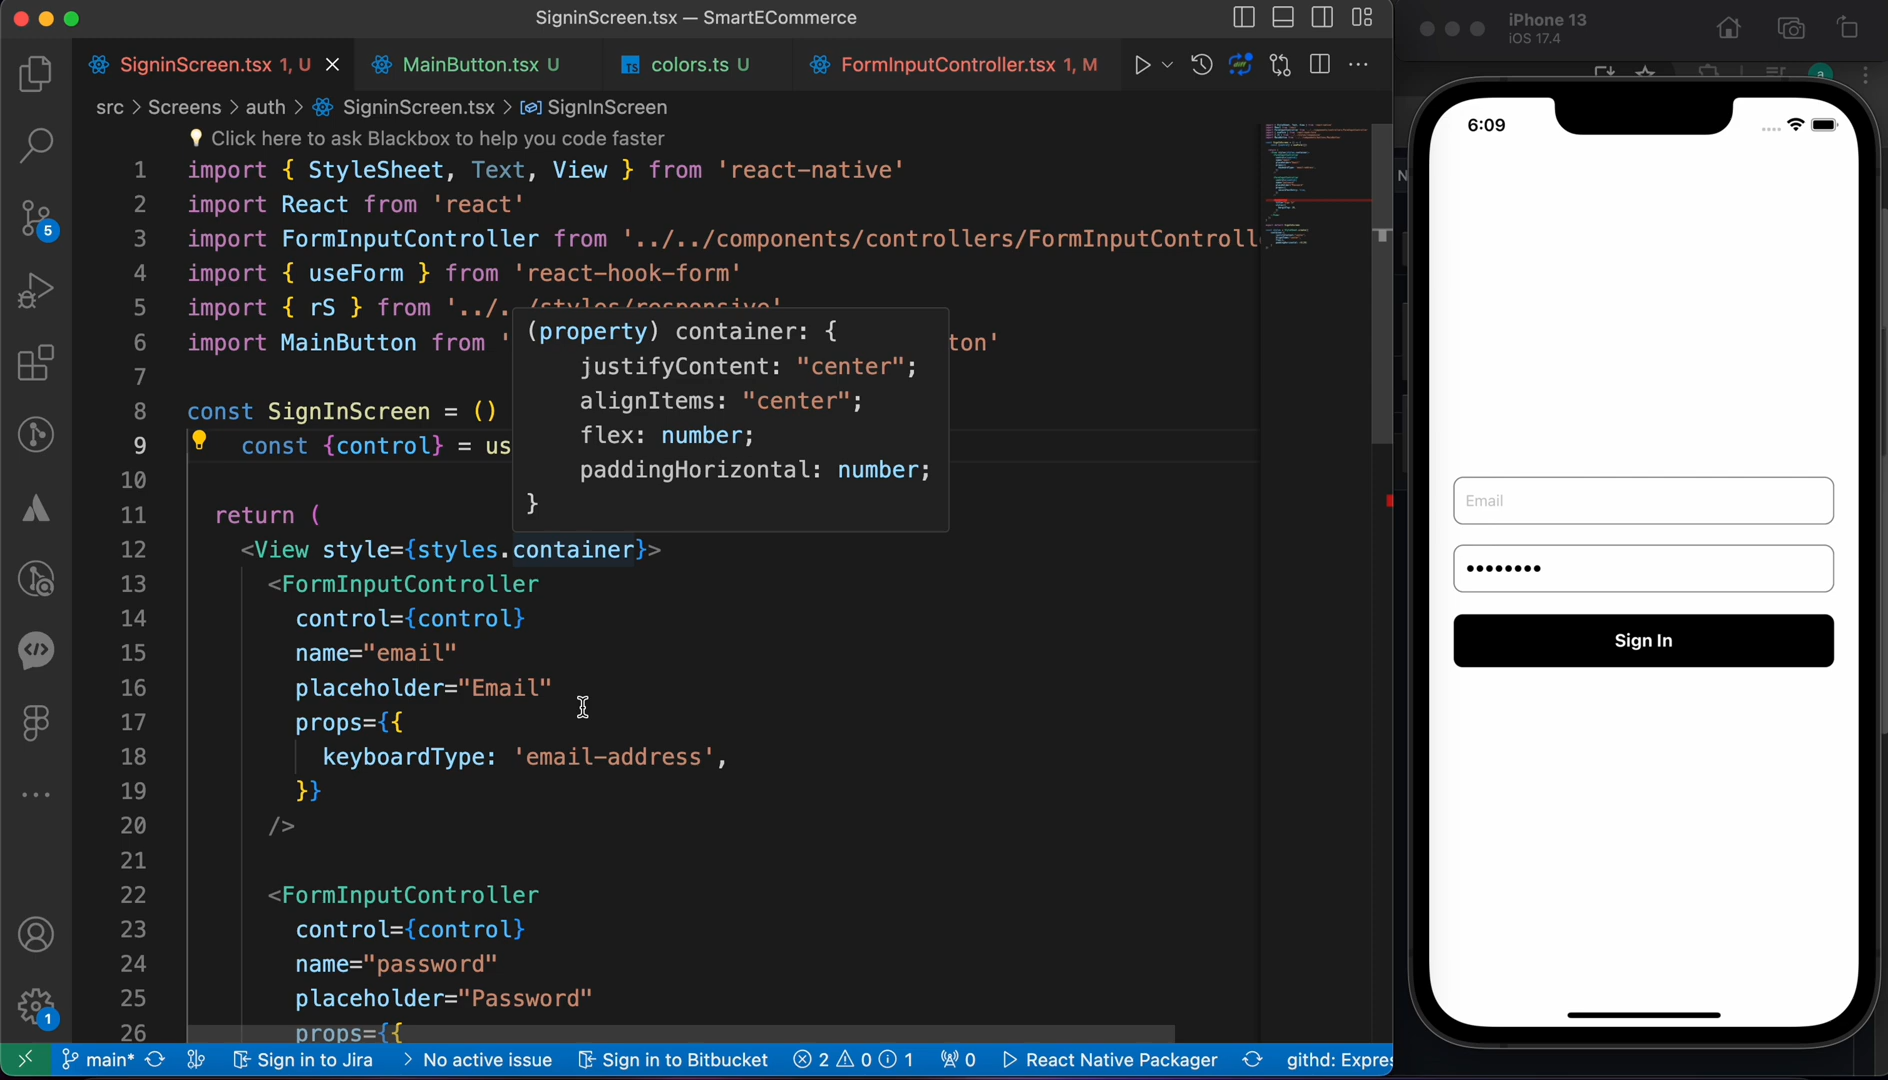 SigninScreen.tsx — SmartECommerce
SigninScreen.tsx 1, U
MainButton.tsx U
TS colors.ts U
FormInputController.tsx 1, M
src > Screens > auth > SigninScreen.tsx > SignInScreen
Click here to ask Blackbox to help you code faster
1 import { StyleSheet, Text, View } from 'react-native'
2 import React from 'react'
3 import FormInputController from '../../components/controllers/FormInputControll
4 import { useForm } from 'react-hook-form'
5 import { rS } from '../../styles/responsive'
6 import MainButton from '
ton'
7
8 const SignInScreen = ()
9 const {control} = us
(property) container: {
justifyContent: "center";
alignItems: "center";
flex: number;
paddingHorizontal: number;
}
10
11 return (
12 <View style={styles.container}>
13 <FormInputController
14 control={control}
15 name="email"
16 placeholder="Email"
17 props={{
18 keyboardType: 'email-address',
19 }}
20 />
21
22 <FormInputController
23 control={control}
24 name="password"
25 placeholder="Password"
26 props={{
5
1
main*
Sign in to Jira
> No active issue
Sign in to Bitbucket
2 0 1
0
React Native Packager
githd: Expre
iPhone 13
iOS 17.4
a
N
6:09
Email
••••••••
Sign In